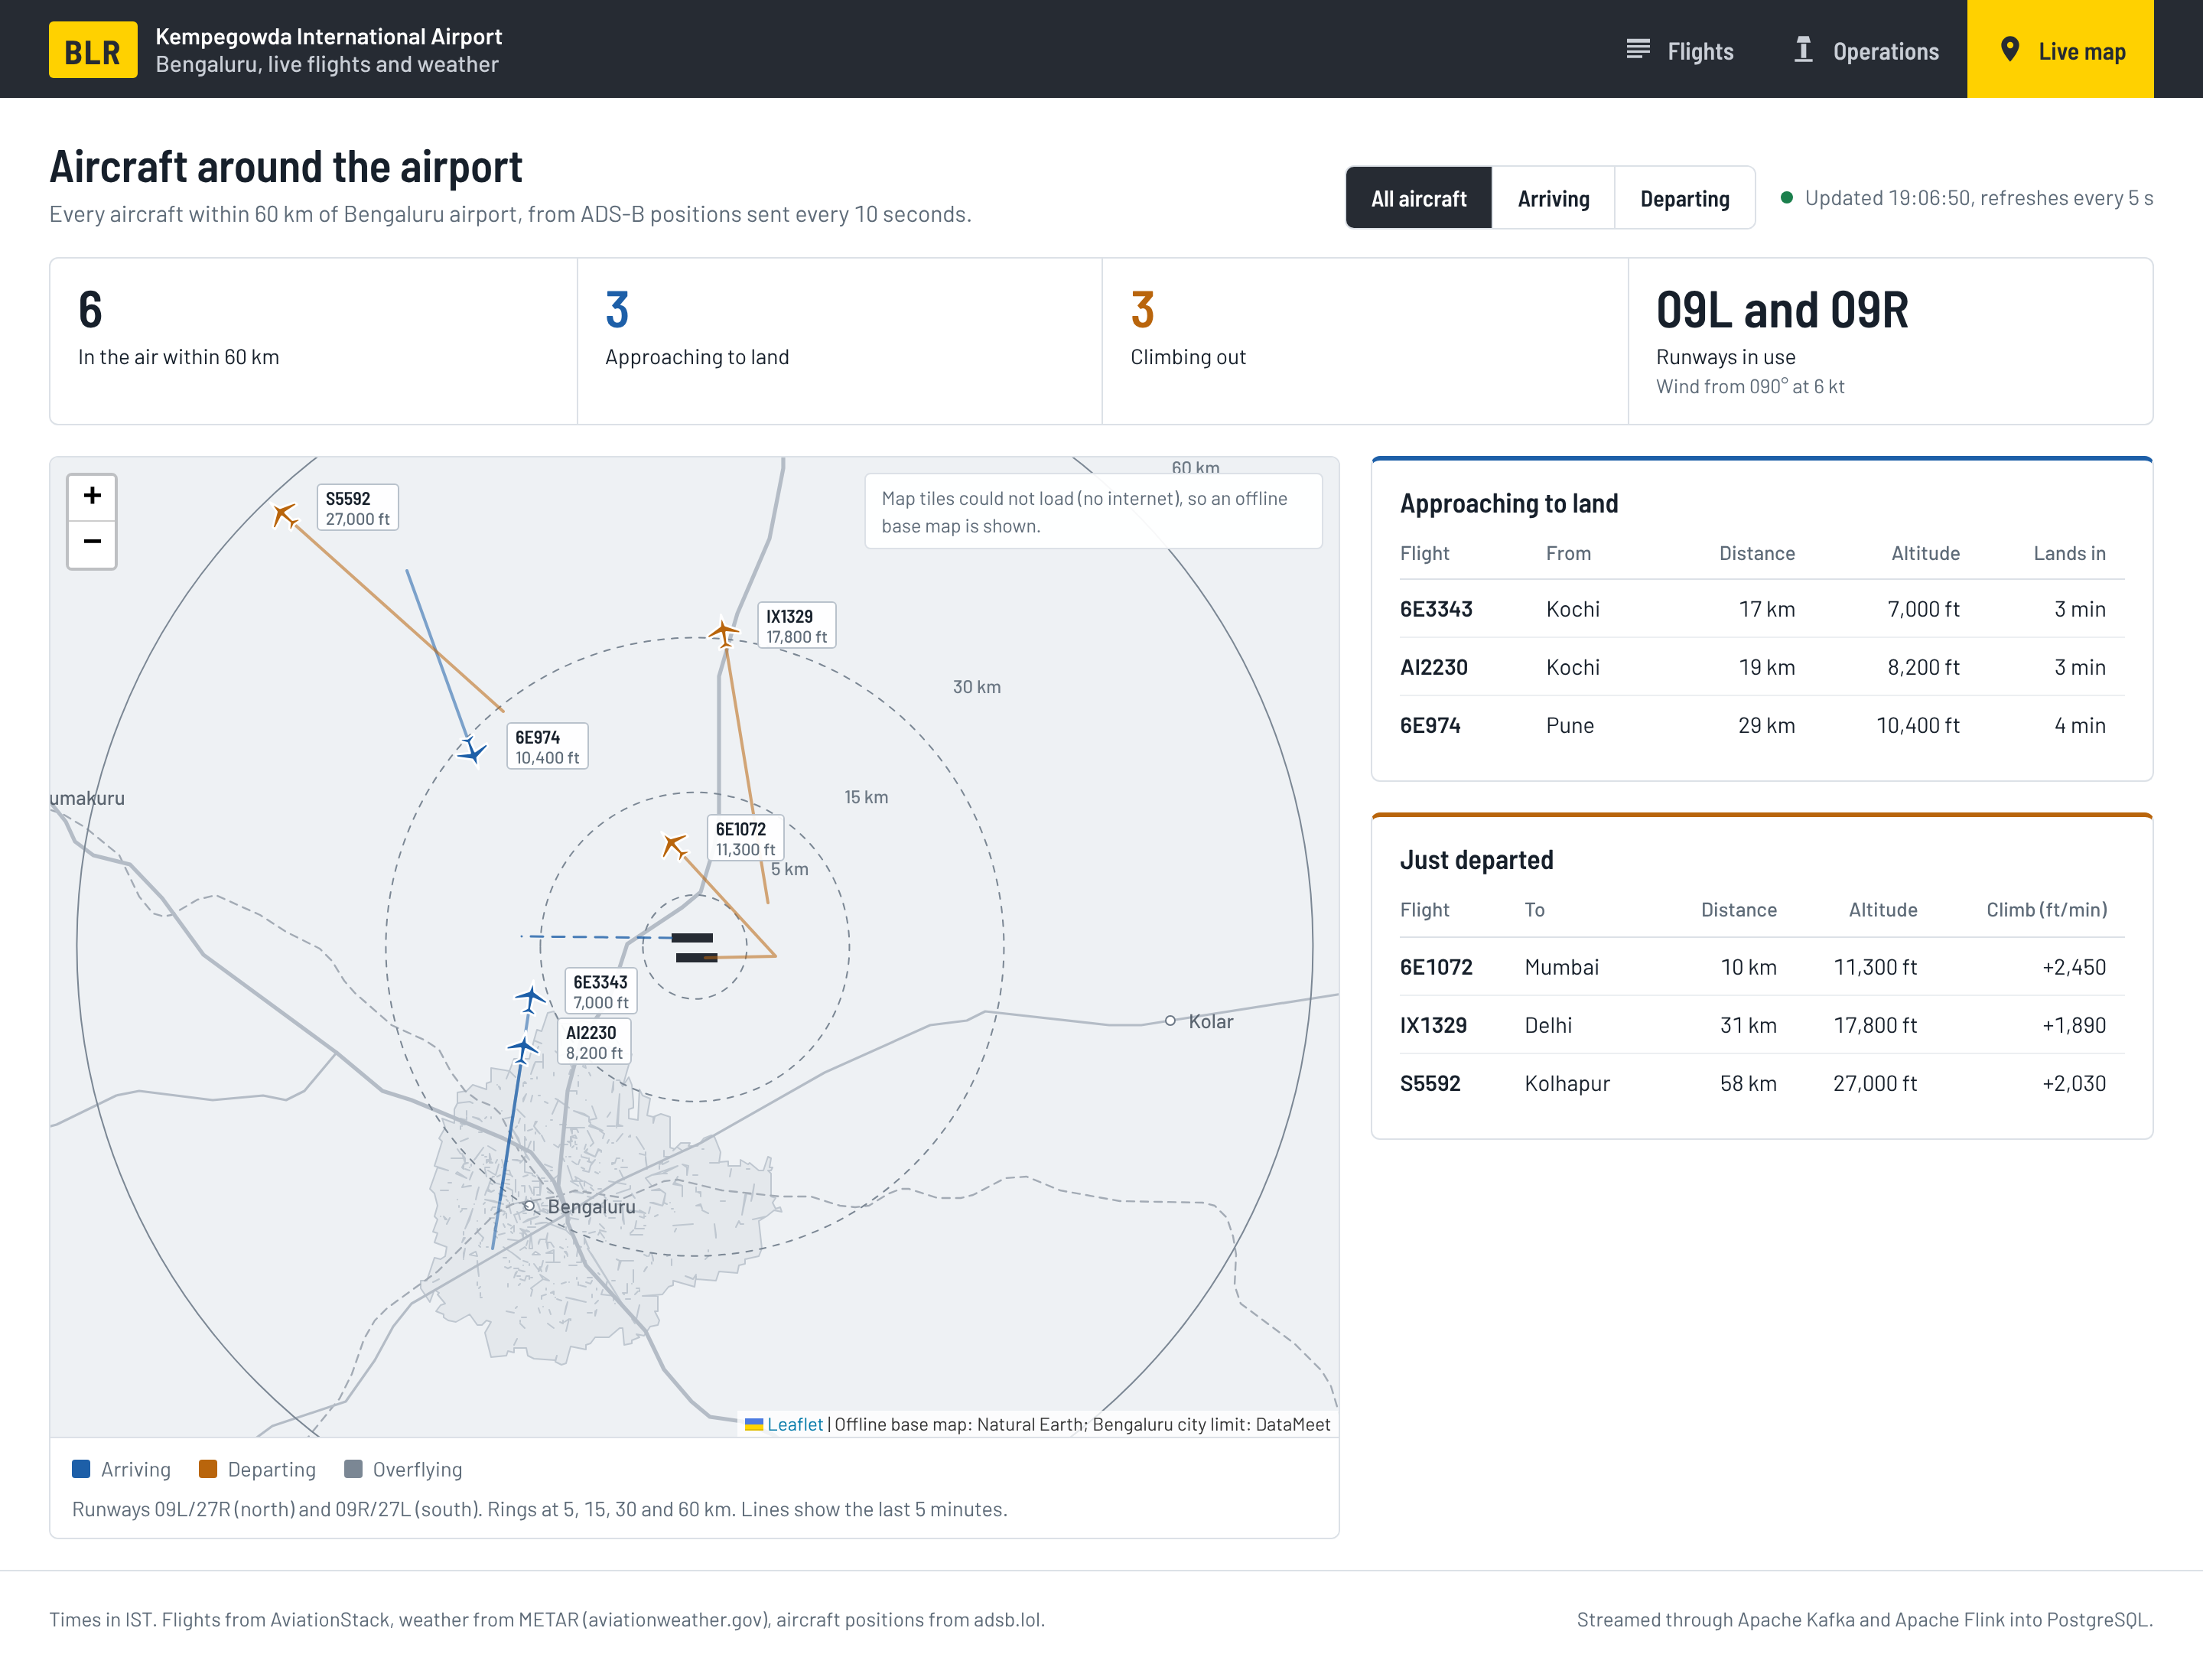 BLR
Kempegowda International Airport
Bengaluru, live flights and weather
Flights
Operations
Live map
Aircraft around the airport
Every aircraft within 60 km of Bengaluru airport, from ADS-B positions sent every 10 seconds.
All aircraft
Arriving
Departing
Updated 19:06:50, refreshes every 5 s
6
In the air within 60 km
3
Approaching to land
3
Climbing out
09L and 09R
Runways in use
Wind from 090° at 6 kt
+
−
60 km
Map tiles could not load (no internet), so an offline
base map is shown.
S5592
27,000 ft
IX1329
17,800 ft
30 km
6E974
10,400 ft
umakuru
15 km
6E1072
11,300 ft
5 km
6E3343
7,000 ft
AI2230
8,200 ft
Kolar
Bengaluru
Leaflet | Offline base map: Natural Earth; Bengaluru city limit: DataMeet
Arriving
Departing
Overflying
Runways 09L/27R (north) and 09R/27L (south). Rings at 5, 15, 30 and 60 km. Lines show the last 5 minutes.
Approaching to land
Flight From Distance Altitude Lands in
6E3343 Kochi 17 km 7,000 ft 3 min
AI2230 Kochi 19 km 8,200 ft 3 min
6E974 Pune 29 km 10,400 ft 4 min
Just departed
Flight To Distance Altitude Climb (ft/min)
6E1072 Mumbai 10 km 11,300 ft +2,450
IX1329 Delhi 31 km 17,800 ft +1,890
S5592 Kolhapur 58 km 27,000 ft +2,030
Times in IST. Flights from AviationStack, weather from METAR (aviationweather.gov), aircraft positions from adsb.lol.
Streamed through Apache Kafka and Apache Flink into PostgreSQL.